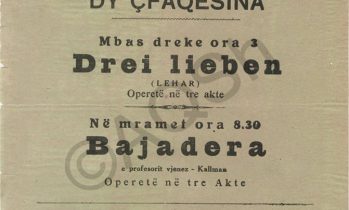 DY ÇFAQESINA
Mbas dreke ora 3
Drei lieben
(LEHAR)
Operetë në tre akte
Në mramet ora 8.30
Bajadera
e profesorit vjenez - Kallman
Operetë në tre Akte
©AQSH